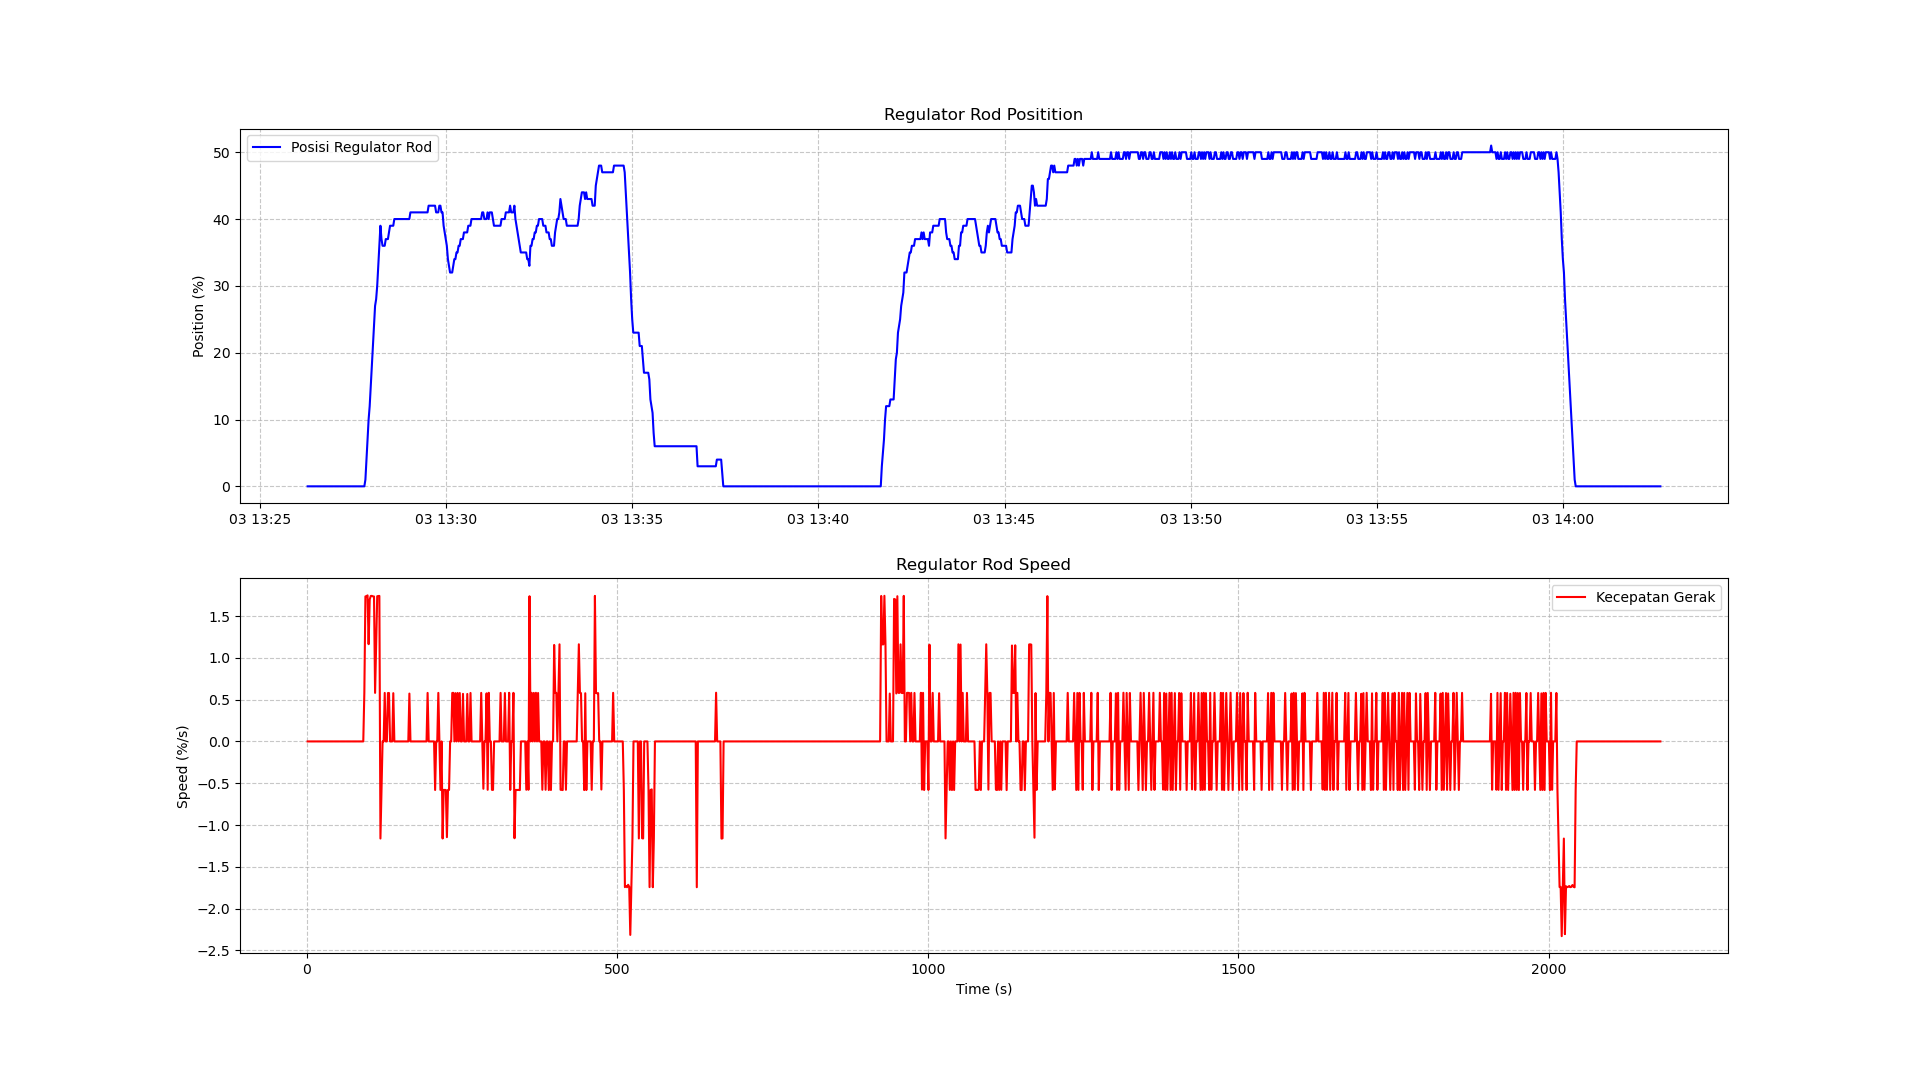 Regulator Rod Positition
Posisi Regulator Rod
Position (%)
50
40
30
20
10
0
03 13:25 03 13:30 03 13:35 03 13:40 03 13:45 03 13:50 03 13:55 03 14:00
Regulator Rod Speed
Kecepatan Gerak
Speed (%/s)
1.5
1.0
0.5
0.0
−0.5
−1.0
−1.5
−2.0
−2.5
0 500 1000 1500 2000
Time (s)